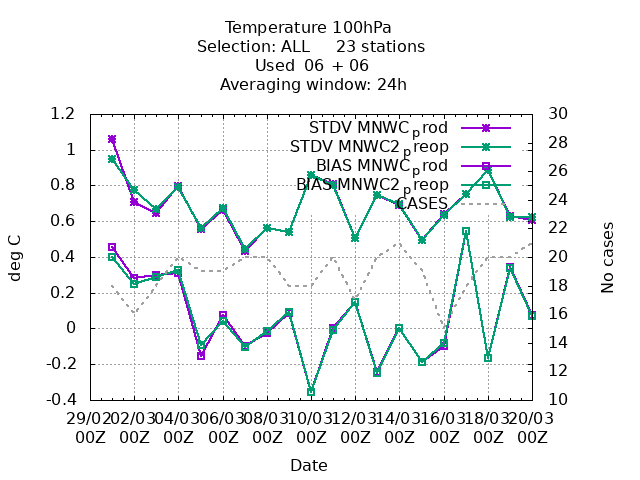 Temperature 100hPa
Selection: ALL 23 stations
Used 06 + 06
Averaging window: 24h
STDV MNWCprod
STDV MNWC2preop
BIAS MNWCprod
BIAS MNWC2preop
CASES
1.2
1
0.8
0.6
0.4
0.2
0
-0.2
-0.4
deg C
30
28
26
24
22
20
18
16
14
12
10
No cases
29/02 02/03 04/03 06/03 08/03 10/03 12/03 14/03 16/03 18/03 20/03
00Z 00Z 00Z 00Z 00Z 00Z 00Z 00Z 00Z 00Z 00Z
Date